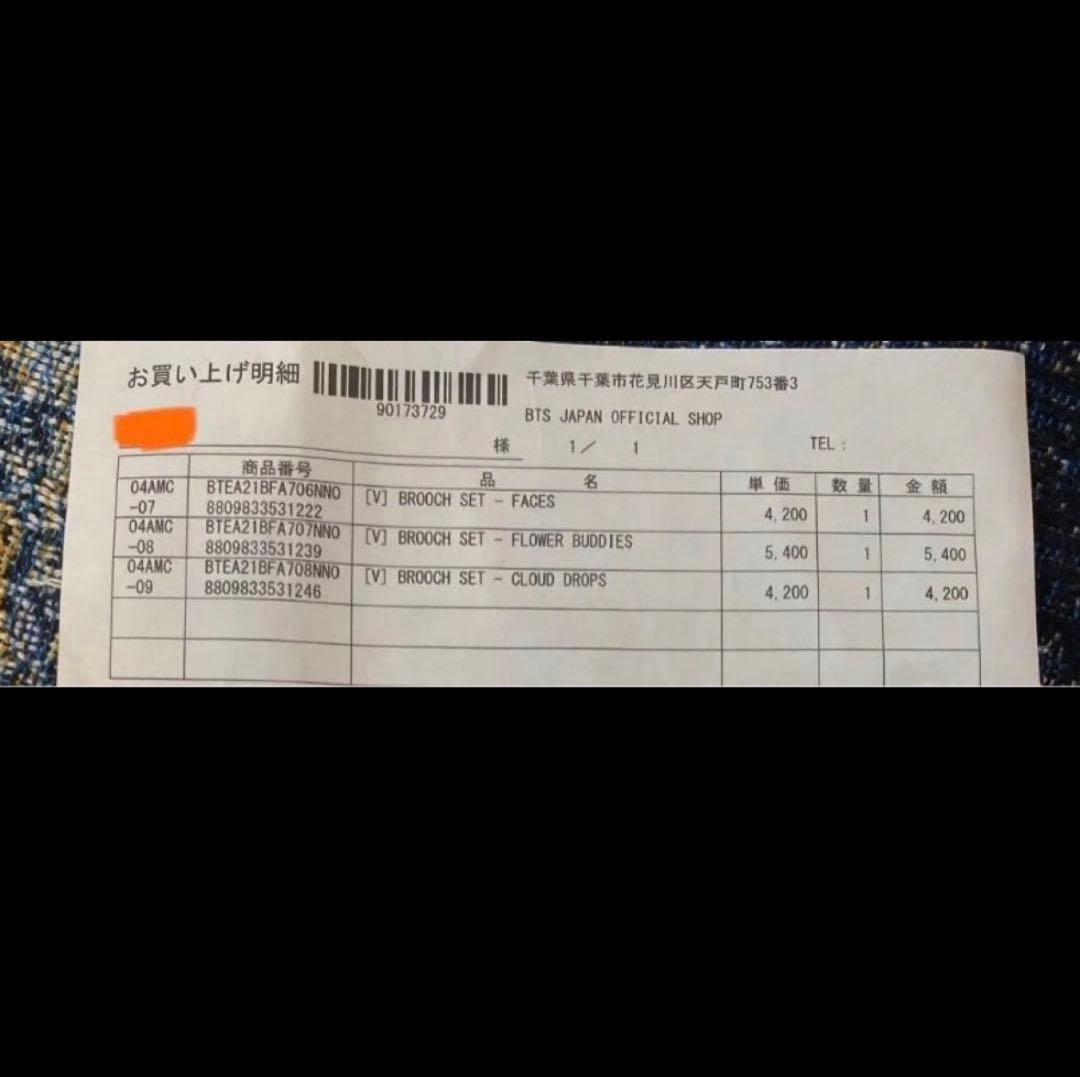 お買い上げ明細
90173729
千葉県千葉市花見川区天戸町753番3
BTS JAPAN OFFICIAL SHOP
様 1/ 1 TEL :
商品番号 品 名 単 価 数 量 金 額
04AMC BTEA21BFA706NNO [V] BROOCH SET - FACES
-07 8809833531222 4,200 1 4,200
04AMC BTEA21BFA707NNO [V] BROOCH SET - FLOWER BUDDIES
-08 8809833531239 5,400 1 5,400
04AMC BTEA21BFA708NNO [V] BROOCH SET - CLOUD DROPS
-09 8809833531246 4,200 1 4,200